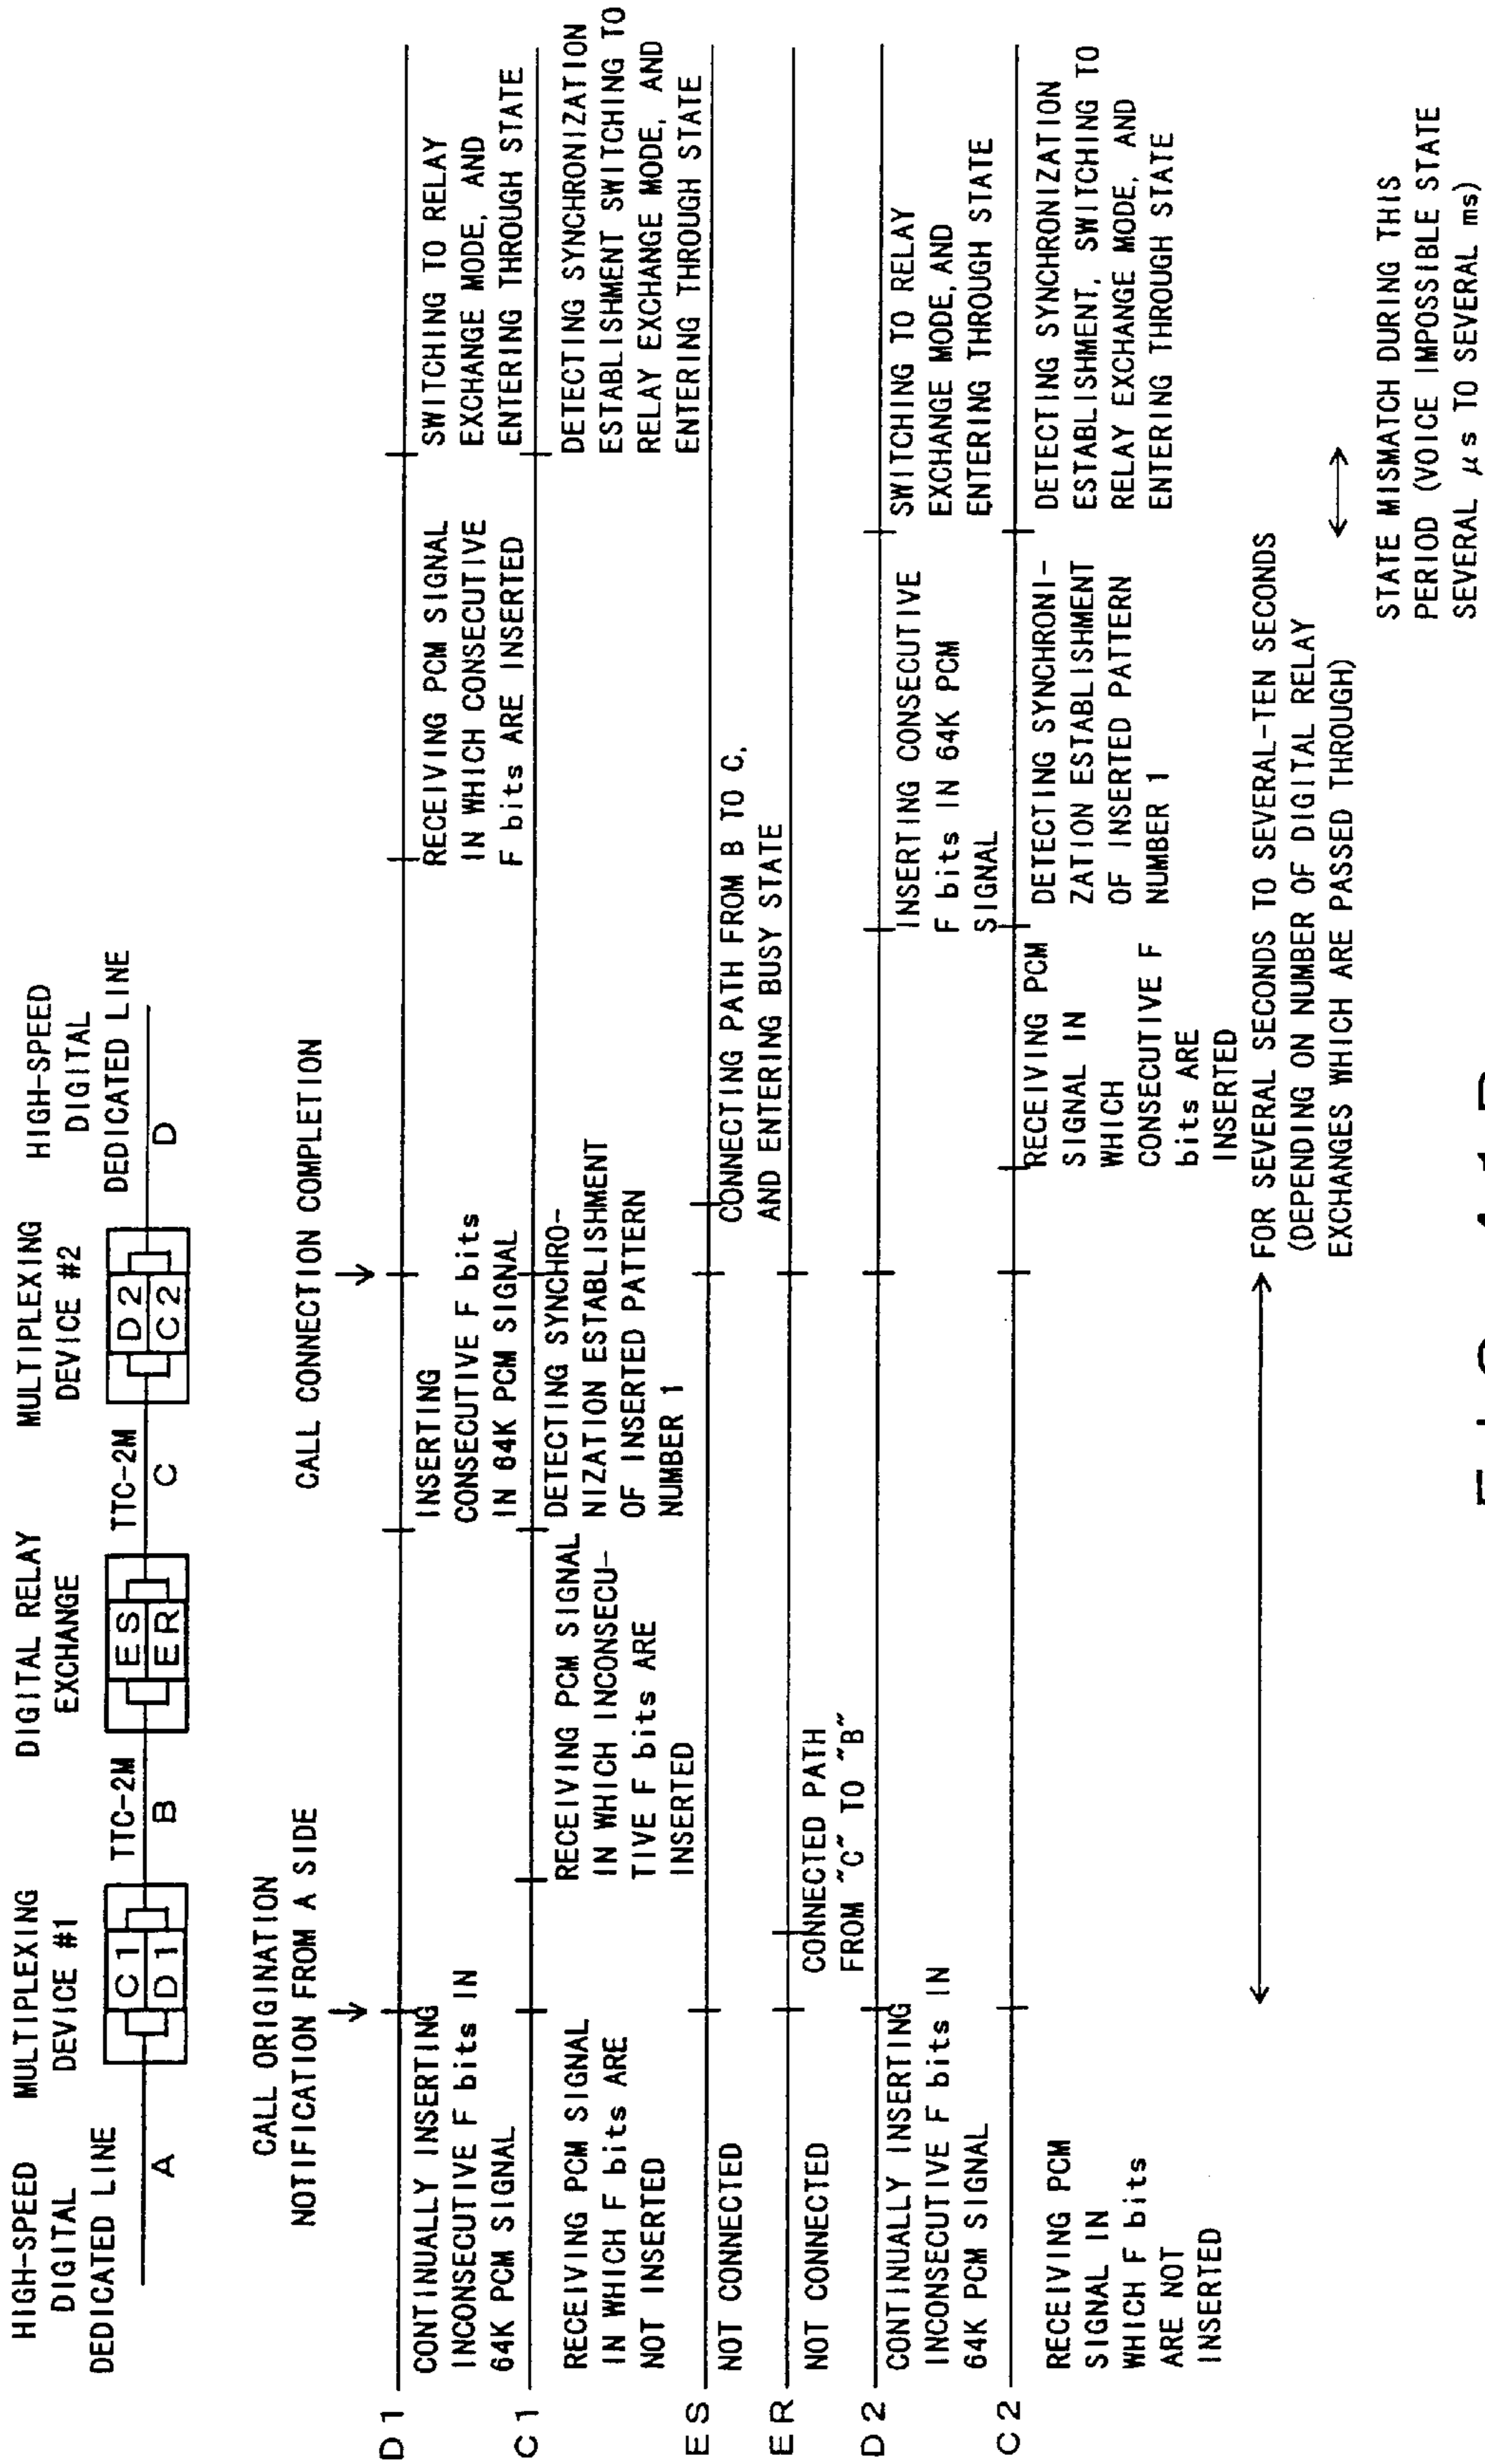 HIGH-SPEED
DIGITAL
DEDICATED LINE
A
MULTIPLEXING
DEVICE #1
C1
D1
TTC-2M
B
DIGITAL RELAY
EXCHANGE
ES
ER
TTC-2M
C
MULTIPLEXING
DEVICE #2
D2
C2
HIGH-SPEED
DIGITAL
DEDICATED LINE
D
CALL ORIGINATION
NOTIFICATION FROM A SIDE
CALL CONNECTION COMPLETION
D1
CONTINUALLY INSERTING
INCONSECUTIVE F bits IN
64K PCM SIGNAL
INSERTING
CONSECUTIVE F bits
IN 64K PCM SIGNAL
RECEIVING PCM SIGNAL
IN WHICH CONSECUTIVE
F bits ARE INSERTED
SWITCHING TO RELAY
EXCHANGE MODE, AND
ENTERING THROUGH STATE
C1
RECEIVING PCM SIGNAL
IN WHICH F bits ARE
NOT INSERTED
RECEIVING PCM SIGNAL
IN WHICH INCONSECU-
TIVE F bits ARE
INSERTED
DETECTING SYNCHRO-
NIZATION ESTABLISHMENT
OF INSERTED PATTERN
NUMBER 1
DETECTING SYNCHRONIZATION
ESTABLISHMENT SWITCHING TO
RELAY EXCHANGE MODE, AND
ENTERING THROUGH STATE
ES
NOT CONNECTED
CONNECTING PATH FROM B TO C,
AND ENTERING BUSY STATE
ER
NOT CONNECTED
CONNECTED PATH
FROM "C" TO "B"
D2
CONTINUALLY INSERTING
INCONSECUTIVE F bits IN
64K PCM SIGNAL
INSERTING CONSECUTIVE
F bits IN 64K PCM
SIGNAL
SWITCHING TO RELAY
EXCHANGE MODE, AND
ENTERING THROUGH STATE
C2
RECEIVING PCM
SIGNAL IN
WHICH F bits
ARE NOT
INSERTED
RECEIVING PCM
SIGNAL IN
WHICH
CONSECUTIVE F
bits ARE
INSERTED
DETECTING SYNCHRONI-
ZATION ESTABLISHMENT
OF INSERTED PATTERN
NUMBER 1
DETECTING SYNCHRONIZATION
ESTABLISHMENT, SWITCHING TO
RELAY EXCHANGE MODE, AND
ENTERING THROUGH STATE
FOR SEVERAL SECONDS TO SEVERAL-TEN SECONDS
(DEPENDING ON NUMBER OF DIGITAL RELAY
EXCHANGES WHICH ARE PASSED THROUGH)
STATE MISMATCH DURING THIS
PERIOD (VOICE IMPOSSIBLE STATE
SEVERAL μs TO SEVERAL ms)